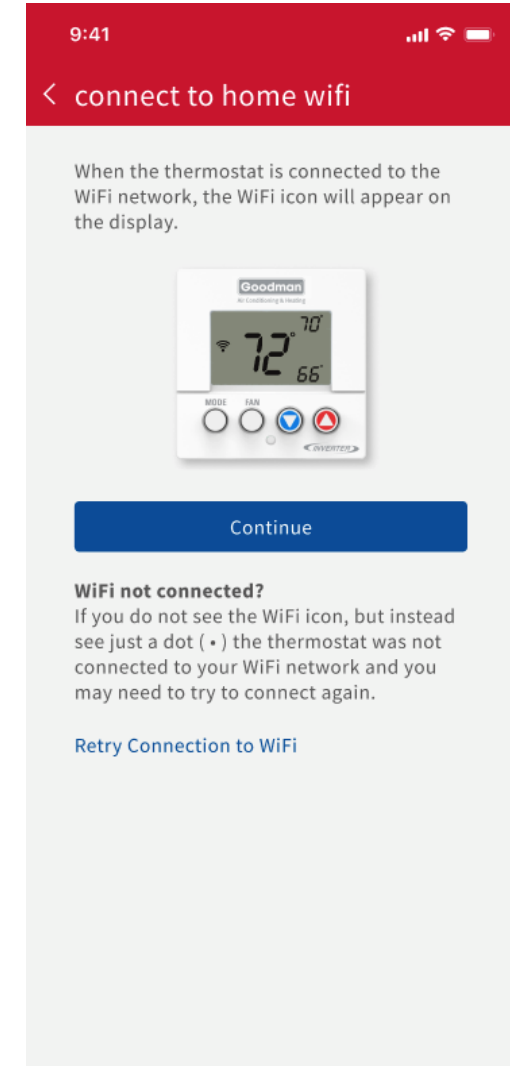 9:41
connect to home wifi
When the thermostat is connected to the
WiFi network, the WiFi icon will appear on
the display.
Goodman
Air Conditioning & Heating
70°
72°
66°
MODE FAN
INVERTER
Continue
WiFi not connected?
If you do not see the WiFi icon, but instead
see just a dot ( • ) the thermostat was not
connected to your WiFi network and you
may need to try to connect again.
Retry Connection to WiFi